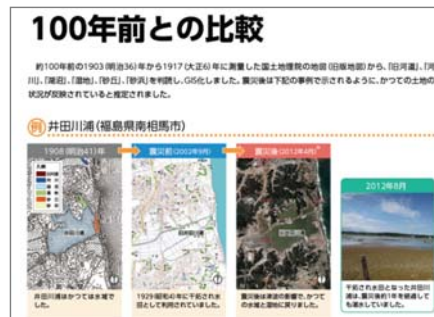 100年前との比較
約100年前の1903(明治36)年から1917(大正6)年に測量した国土地理院の地図(旧版地図)から、「旧河道」、「河
川」、「湖沼」、「湿地」、「砂丘」、「砂浜」を判読し、GIS化しました。震災後は下記の事例で示されるように、かつての土地の
状況が反映されていると推定されました。
例 井田川浦(福島県南相馬市)
1908(明治41)年
震災前(2002年9月)
震災後(2012年4月)
2012年8月
井田川浦はかつては水域で
した。
1929(昭和4)年に干拓され水
田として利用されていました。
震災後は津波の影響で、かつて
の水域と湿地に戻りました。
干拓され水田となった井田川
浦は、震災後約1年を経過して
も湛水していました。